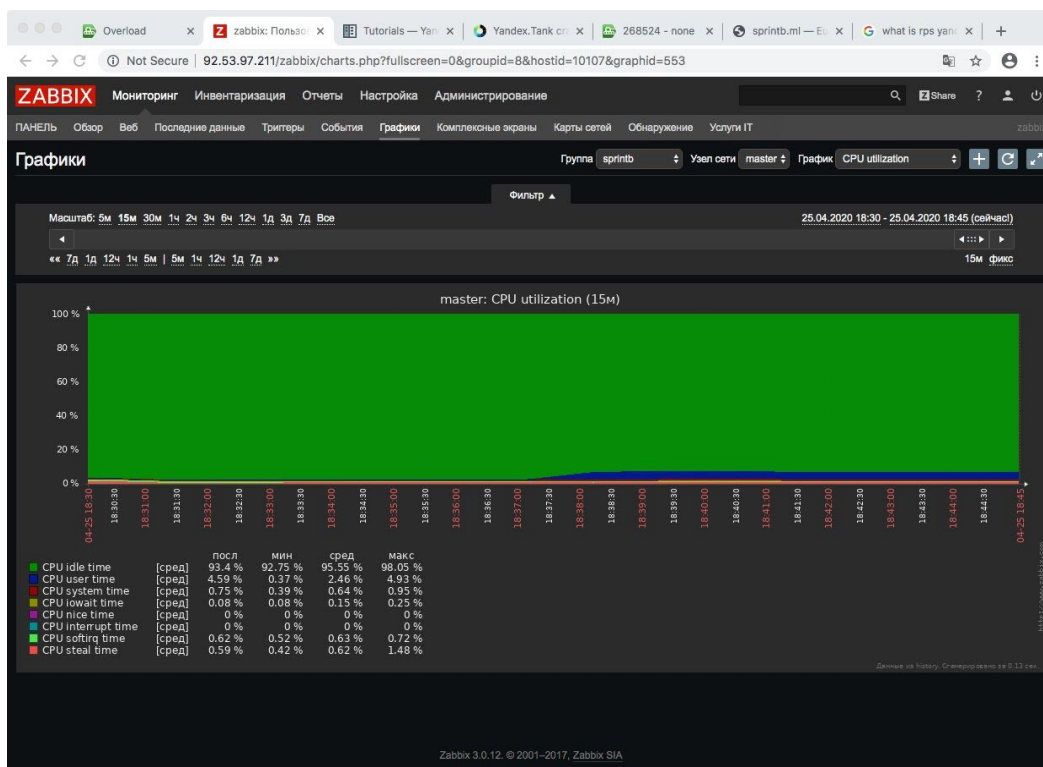 Overload
zabbix: Пользо
Tutorials — Yan
Yandex.Tank cr
268524 - none
sprintb.ml — Eu
what is rps yand
Not Secure | 92.53.97.211/zabbix/charts.php?fullscreen=0&groupid=8&hostid=10107&graphid=553
ZABBIX Мониторинг Инвентаризация Отчеты Настройка Администрирование Z Share ?
ПАНЕЛЬ Обзор Веб Последние данные Триггеры События Графики Комплексные экраны Карты сетей Обнаружение Услуги IT zabbi
Графики Группа sprintb Узел сети master График CPU utilization
Фильтр ▲
Масштаб: 5м 15м 30м 1ч 2ч 3ч 6ч 12ч 1д 3д 7д Все 25.04.2020 18:30 - 25.04.2020 18:45 (сейчас!)
«« 7д 1д 12ч 1ч 5м | 5м 1ч 12ч 1д 7д »» 15м фикс
master: CPU utilization (15м)
100 %
80 %
60 %
40 %
20 %
0 %
04-25 18:30 18:30:30 18:31:00 18:31:30 18:32:00 18:32:30 18:33:00 18:33:30 18:34:00 18:34:30 18:35:00 18:35:30 18:36:00 18:36:30 18:37:00 18:37:30 18:38:00 18:38:30 18:39:00 18:39:30 18:40:00 18:40:30 18:41:00 18:41:30 18:42:00 18:42:30 18:43:00 18:43:30 18:44:00 18:44:30 04-25 18:45
посл мин сред макс
CPU idle time [сред] 93.4 % 92.75 % 95.55 % 98.05 %
CPU user time [сред] 4.59 % 0.37 % 2.46 % 4.93 %
CPU system time [сред] 0.75 % 0.39 % 0.64 % 0.95 %
CPU iowait time [сред] 0.08 % 0.08 % 0.15 % 0.25 %
CPU nice time [сред] 0 % 0 % 0 % 0 %
CPU interrupt time [сред] 0 % 0 % 0 % 0 %
CPU softirq time [сред] 0.62 % 0.52 % 0.63 % 0.72 %
CPU steal time [сред] 0.59 % 0.42 % 0.62 % 1.48 %
Данные из history. Сгенерировано за 0.13 сек
Zabbix 3.0.12. © 2001–2017, Zabbix SIA